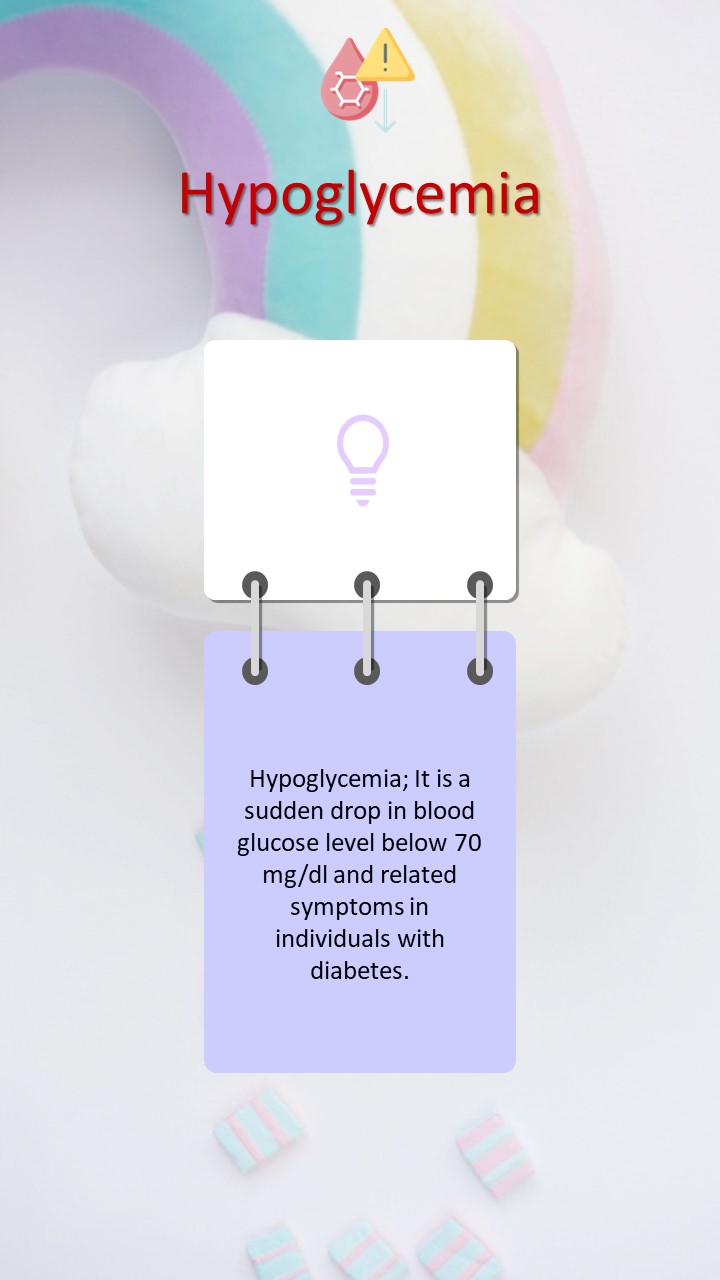 Hypoglycemia
Hypoglycemia; It is a
sudden drop in blood
glucose level below 70
mg/dl and related
symptoms in
individuals with
diabetes.